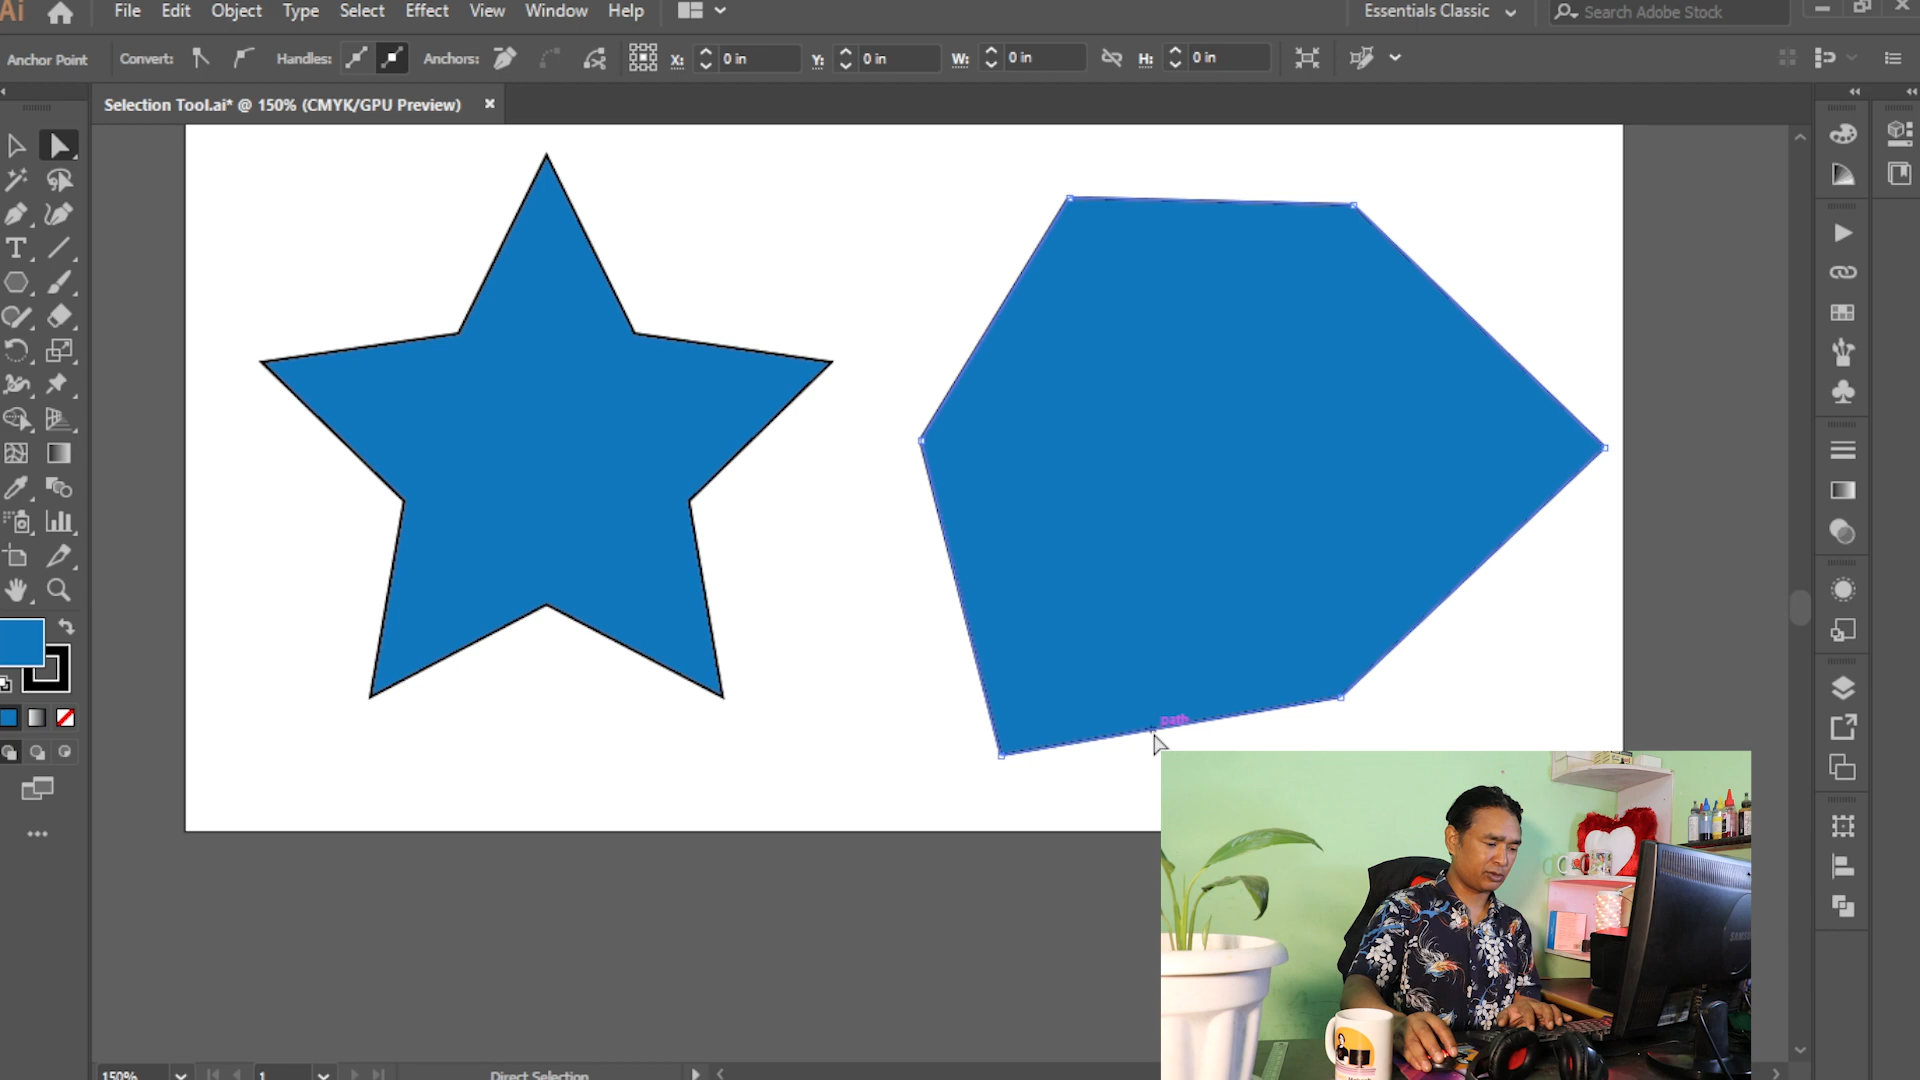 Ai File Edit Object Type Select Effect View Window Help Essentials Classic Search Adobe Stock
Anchor Point Convert: Handles: Anchors: X: 0 in Y: 0 in W: 0 in H: 0 in
Selection Tool.ai* @ 150% (CMYK/GPU Preview) ×
path
SAMSUNG
150% 1 Direct Selection